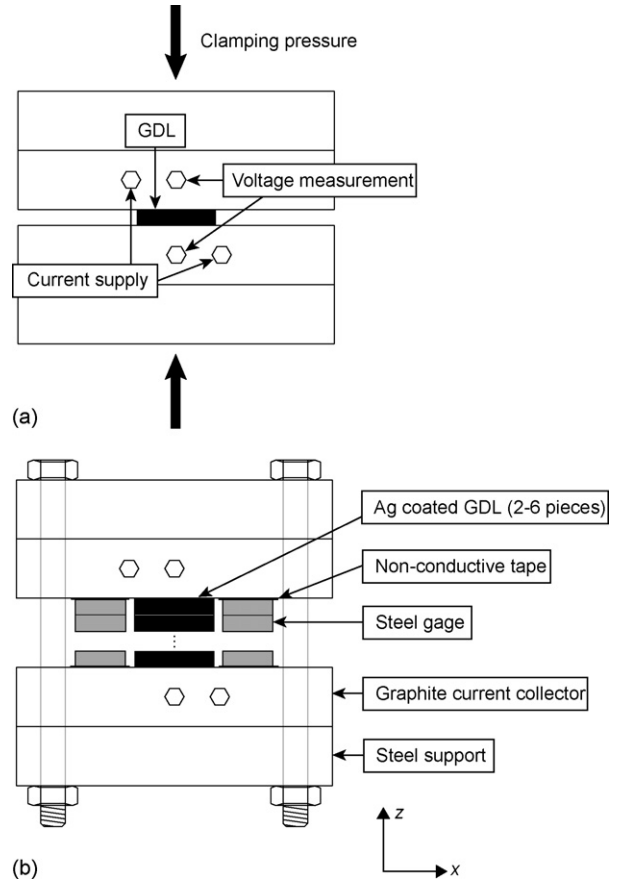 Clamping pressure
GDL
Voltage measurement
Current supply
(a)
Ag coated GDL (2-6 pieces)
Non-conductive tape
Steel gage
Graphite current collector
Steel support
z
x
(b)